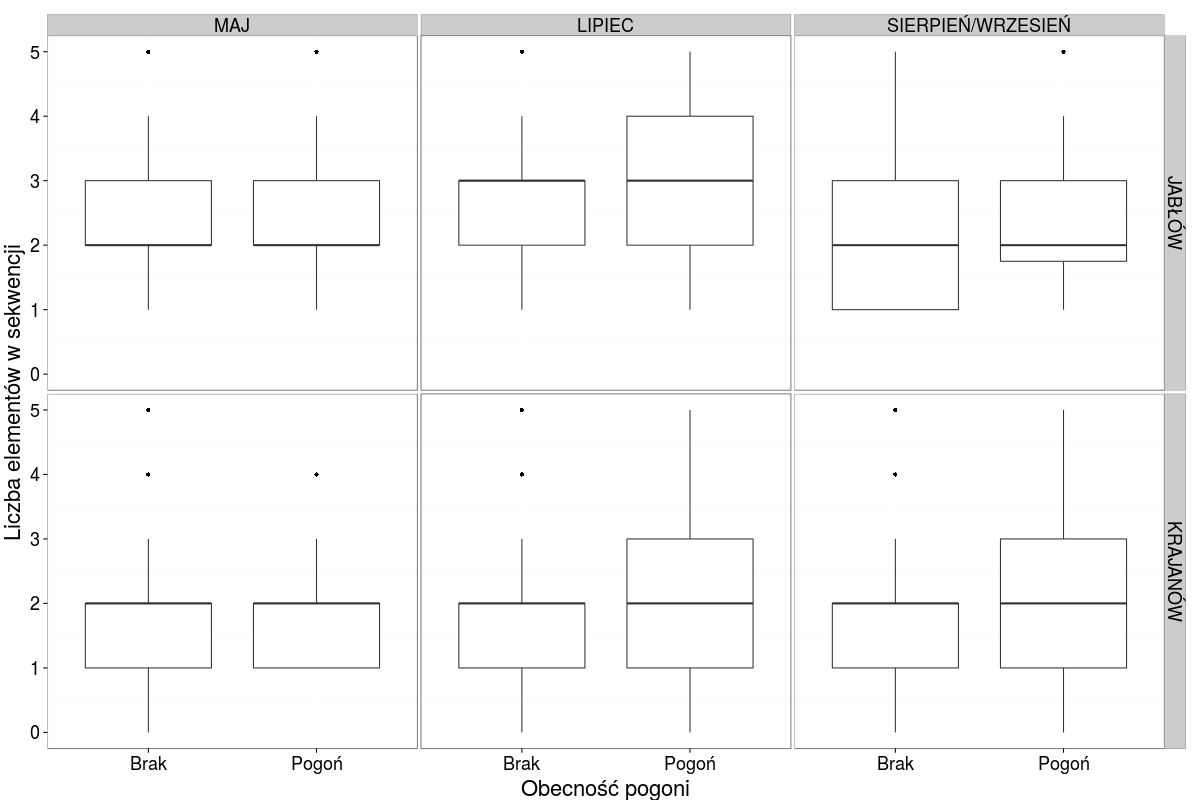 MAJ LIPIEC SIERPIEŃ/WRZESIEŃ
Liczba elementów w sekwencji
5
4
3
2
1
0
JABŁÓW
5
4
3
2
1
0
KRAJANÓW
Brak Pogoń Brak Pogoń Brak Pogoń
Obecność pogoni